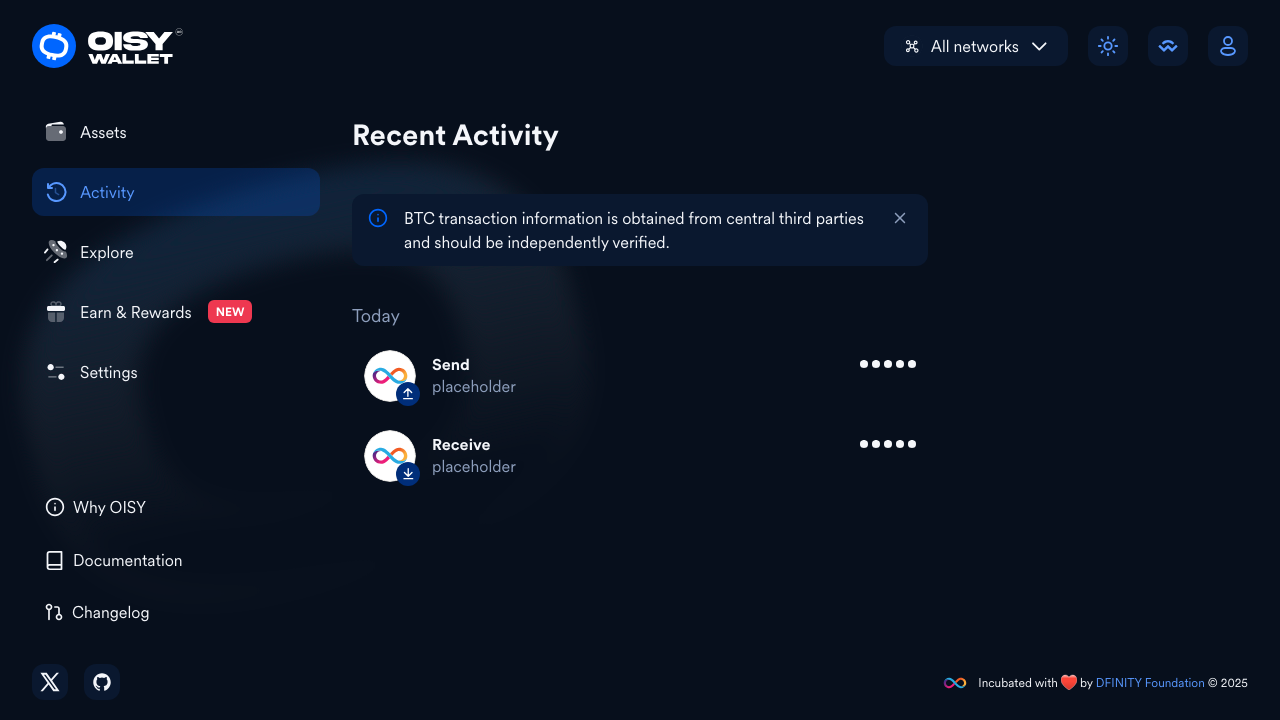 OISY
WALLET
All networks
Assets
Activity
Explore
Earn & Rewards NEW
Settings
Why OISY
Documentation
Changelog
Recent Activity
BTC transaction information is obtained from central third parties
and should be independently verified.
Today
Send
placeholder
Receive
placeholder
Incubated with ❤️ by DFINITY Foundation © 2025